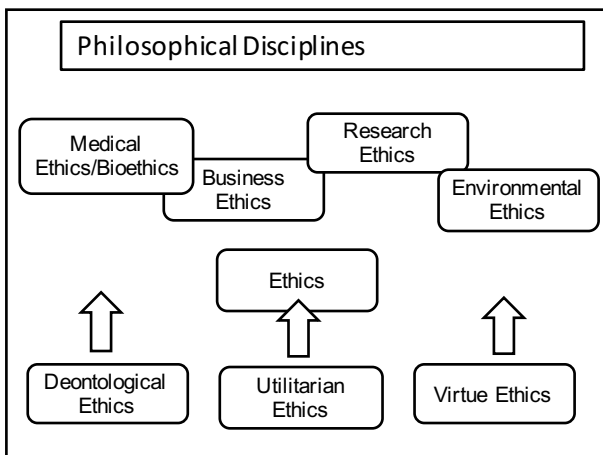 Philosophical Disciplines
Medical
Ethics/Bioethics
Business
Ethics
Research
Ethics
Environmental
Ethics
Ethics
Deontological
Ethics
Utilitarian
Ethics
Virtue Ethics